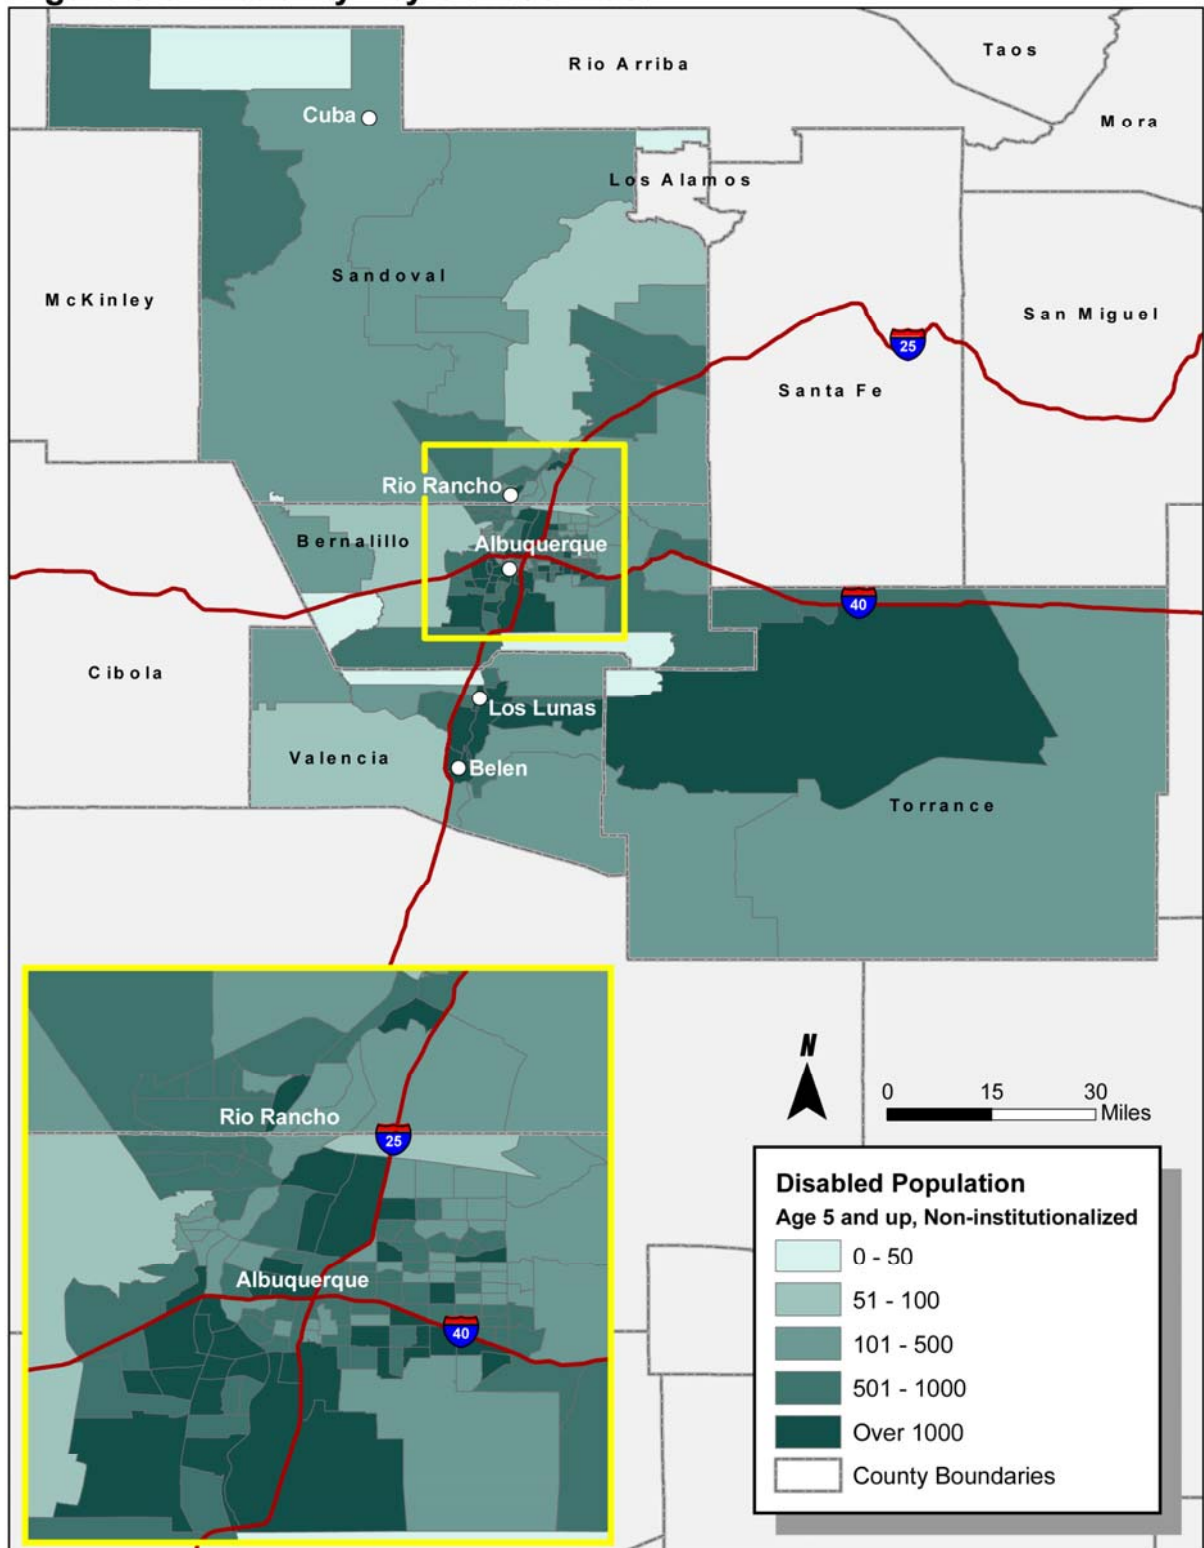 Rio Arriba
Taos
Mora
Cuba
Los Alamos
Sandoval
McKinley
San Miguel
25
Santa Fe
Rio Rancho
Bernalillo
Albuquerque
40
Cibola
Los Lunas
Valencia
Belen
Torrance
N
0 15 30
Miles
Rio Rancho
25
Albuquerque
40
Disabled Population
Age 5 and up, Non-institutionalized
0 - 50
51 - 100
101 - 500
501 - 1000
Over 1000
County Boundaries